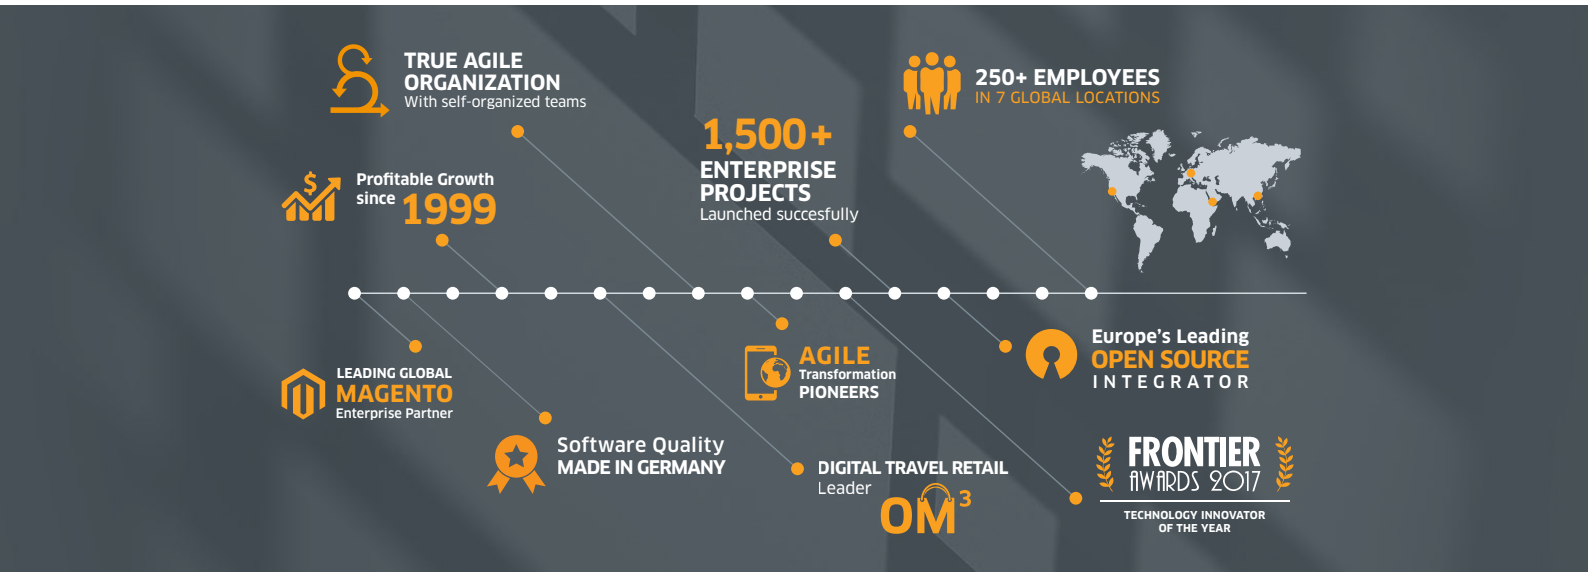 TRUE AGILE
ORGANIZATION
With self-organized teams
250+ EMPLOYEES
IN 7 GLOBAL LOCATIONS
1,500+
ENTERPRISE
PROJECTS
Launched succesfully
$
Profitable Growth
since 1999
LEADING GLOBAL
MAGENTO
Enterprise Partner
Software Quality
MADE IN GERMANY
AGILE
Transformation
PIONEERS
DIGITAL TRAVEL RETAIL
Leader
OM³
Europe's Leading
OPEN SOURCE
INTEGRATOR
FRONTIER
AWARDS 2017
TECHNOLOGY INNOVATOR
OF THE YEAR